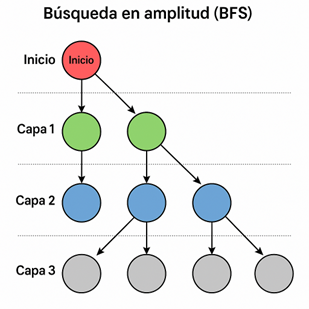 Búsqueda en amplitud (BFS)
Inicio
Inicio
Capa 1
Capa 2
Capa 3